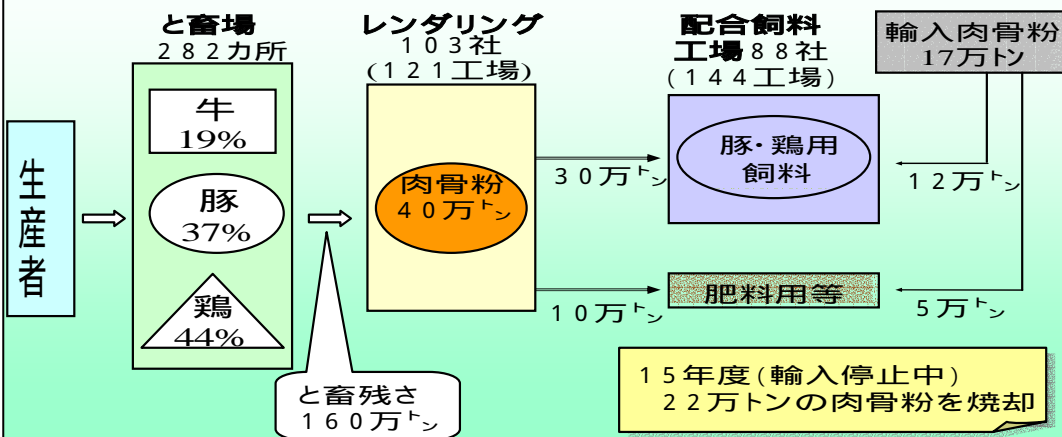 と畜場
282カ所
レンダリング
103社
(121工場)
配合飼料
工場88社
(144工場)
輸入肉骨粉
17万トン
生産者
牛
19%
豚
37%
鶏
44%
と畜残さ
160万トン
肉骨粉
40万トン
30万トン
10万トン
豚・鶏用
飼料
肥料用等
12万トン
5万トン
15年度(輸入停止中)
22万トンの肉骨粉を焼却